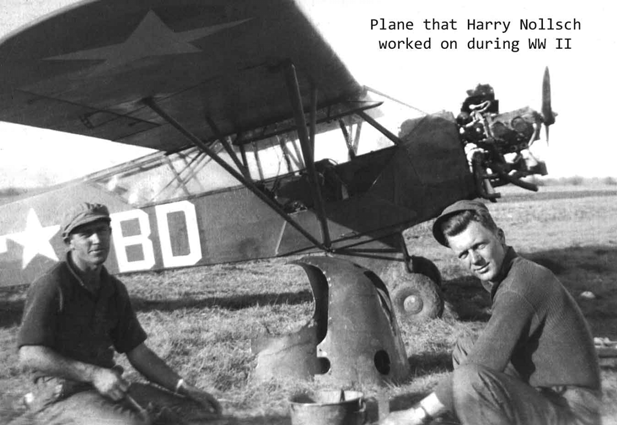 Plane that Harry Nollsch
worked on during WW II
BD